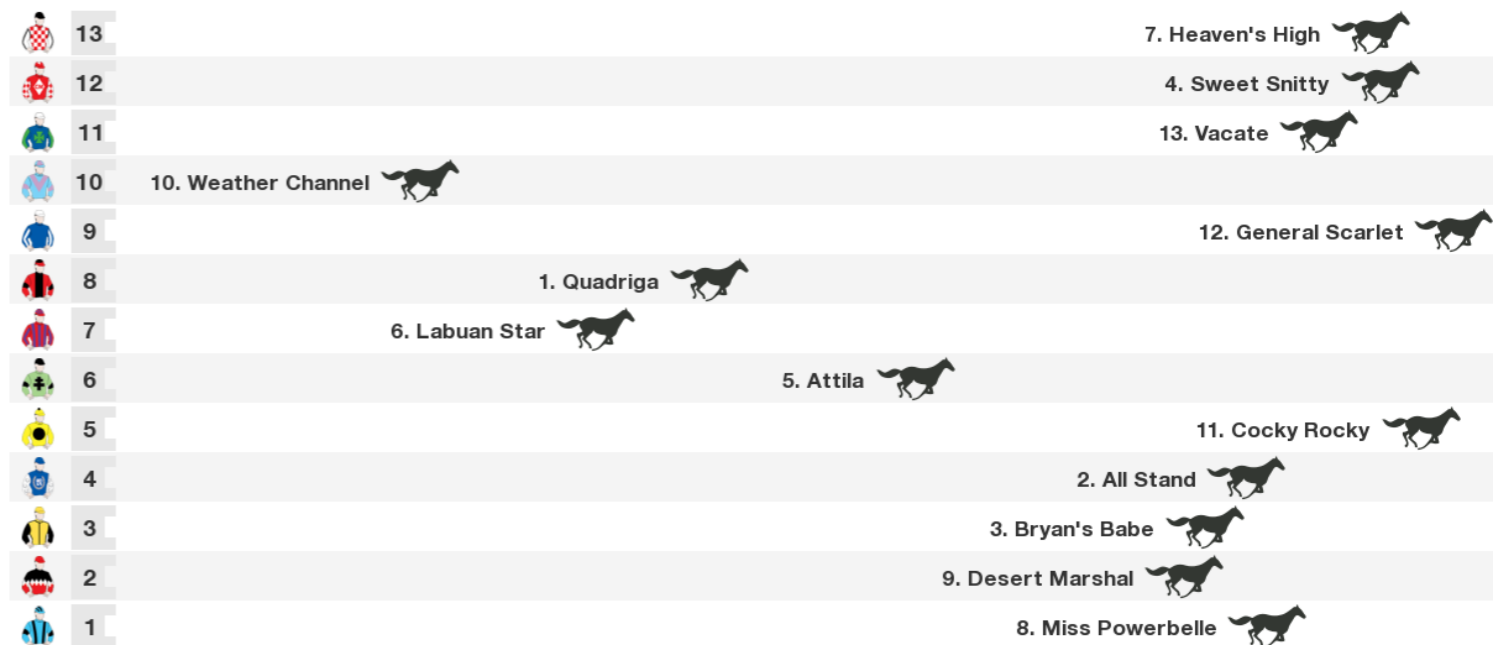 13 7. Heaven's High
12 4. Sweet Snitty
11 13. Vacate
10 10. Weather Channel
9 12. General Scarlet
8 1. Quadriga
7 6. Labuan Star
6 5. Attila
5 11. Cocky Rocky
4 2. All Stand
3 3. Bryan's Babe
2 9. Desert Marshal
1 8. Miss Powerbelle